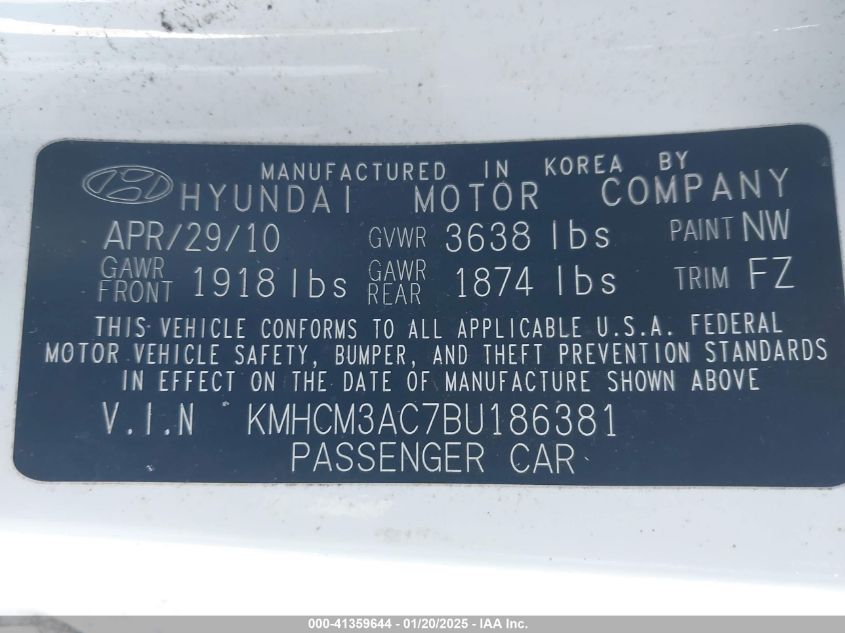 MANUFACTURED IN KOREA BY
HYUNDAI MOTOR COMPANY
APR/29/10 GVWR 3638 lbs PAINT NW
GAWR FRONT 1918 lbs GAWR REAR 1874 lbs TRIM FZ
THIS VEHICLE CONFORMS TO ALL APPLICABLE U.S.A. FEDERAL
MOTOR VEHICLE SAFETY, BUMPER, AND THEFT PREVENTION STANDARDS
IN EFFECT ON THE DATE OF MANUFACTURE SHOWN ABOVE
V.I.N KMHCM3AC7BU186381
PASSENGER CAR
000-41359644 - 01/20/2025 - IAA Inc.